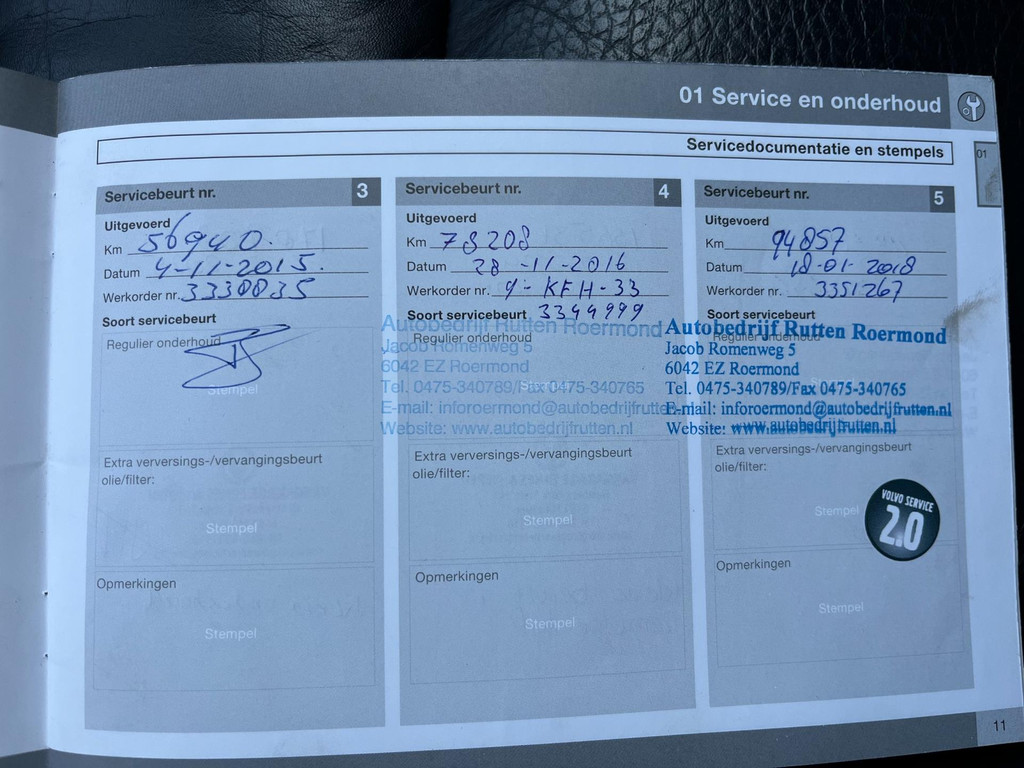 01 Service en onderhoud
Servicedocumentatie en stempels
01
Servicebeurt nr. 3
Uitgevoerd
Km 56940.
Datum 4-11-2015.
Werkorder nr. 3330835
Soort servicebeurt
Regulier onderhoud
Stempel
Extra verversings-/vervangingsbeurt
olie/filter:
Stempel
Opmerkingen
Stempel
Servicebeurt nr. 4
Uitgevoerd
Km 78208
Datum 28-11-2016
Werkorder nr. 9-KFH-33
Soort servicebeurt 3344999
Regulier onderhoud
Autobedrijf Rutten Roermond
Jacob Romenweg 5
6042 EZ Roermond
Stempel
Tel. 0475-340789/Fax 0475-340765
E-mail: inforoermond@autobedrijfrutten.nl
Website: www.autobedrijfrutten.nl
Extra verversings-/vervangingsbeurt
olie/filter:
Stempel
Opmerkingen
Stempel
Servicebeurt nr. 5
Uitgevoerd
Km 94857
Datum 18-01-2018
Werkorder nr. 3351267
Soort servicebeurt
Regulier onderhoud
Autobedrijf Rutten Roermond
Jacob Romenweg 5
6042 EZ Roermond
Tel. 0475-340789/Fax 0475-340765
E-mail: inforoermond@autobedrijfrutten.nl
Website: www.autobedrijfrutten.nl
Extra verversings-/vervangingsbeurt
olie/filter:
Stempel
VOLVO SERVICE
2.0
Opmerkingen
Stempel
11